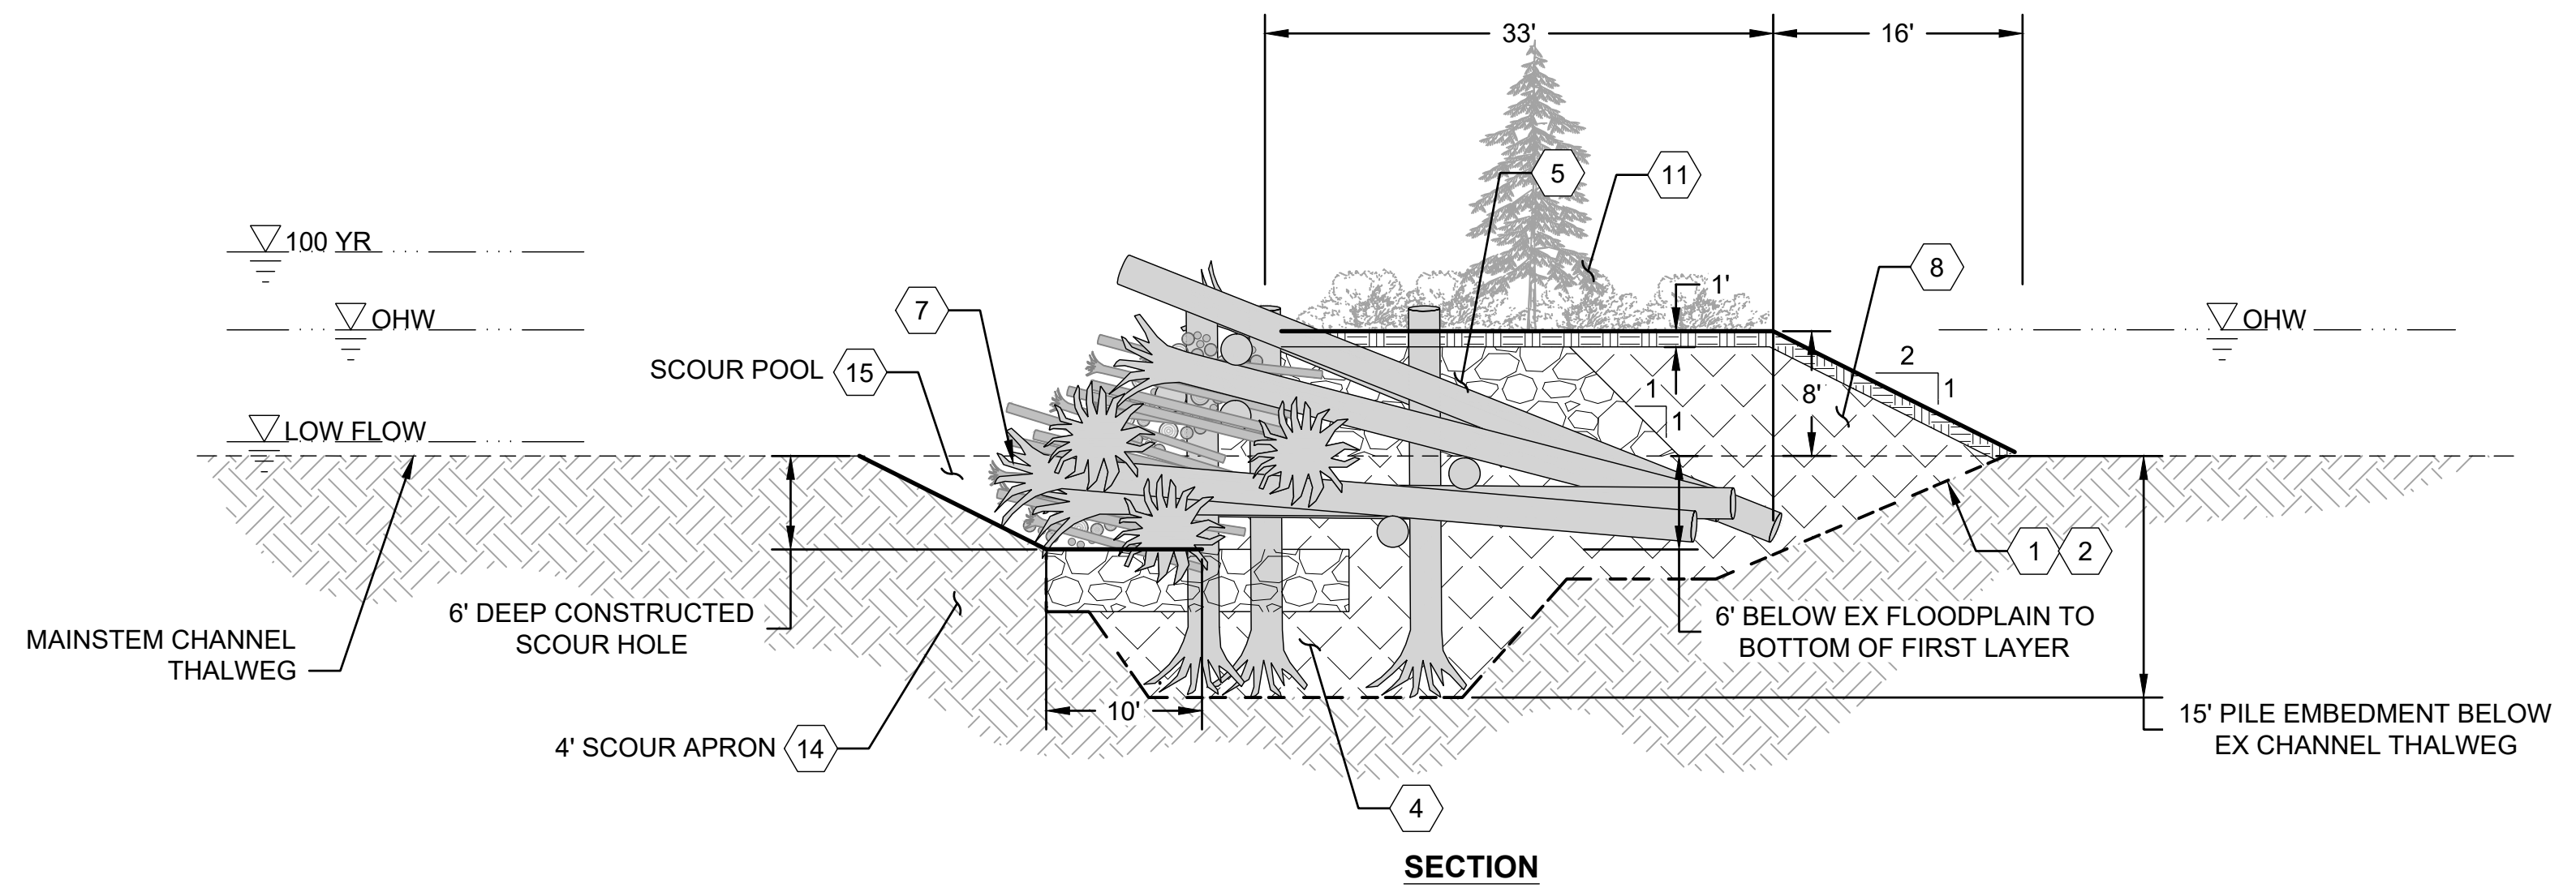 33'
16'
5
11
100 YR
1'
8
7
OHW
OHW
2
SCOUR POOL 15
1
1
8'
1
LOW FLOW
1 2
6' DEEP CONSTRUCTED
SCOUR HOLE
6' BELOW EX FLOODPLAIN TO
BOTTOM OF FIRST LAYER
MAINSTEM CHANNEL
THALWEG
10'
15' PILE EMBEDMENT BELOW
EX CHANNEL THALWEG
4' SCOUR APRON 14
4
SECTION